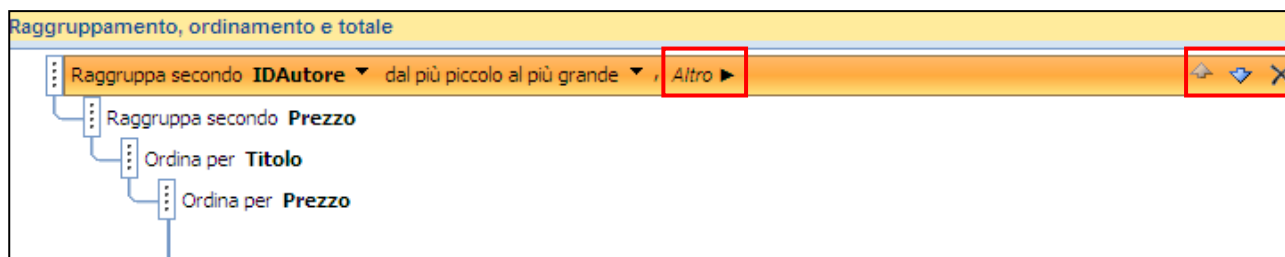 Raggruppamento, ordinamento e totale
Raggruppa secondo IDAutore ▼ dal più piccolo al più grande ▼ , Altro ►
Raggruppa secondo Prezzo
Ordina per Titolo
Ordina per Prezzo